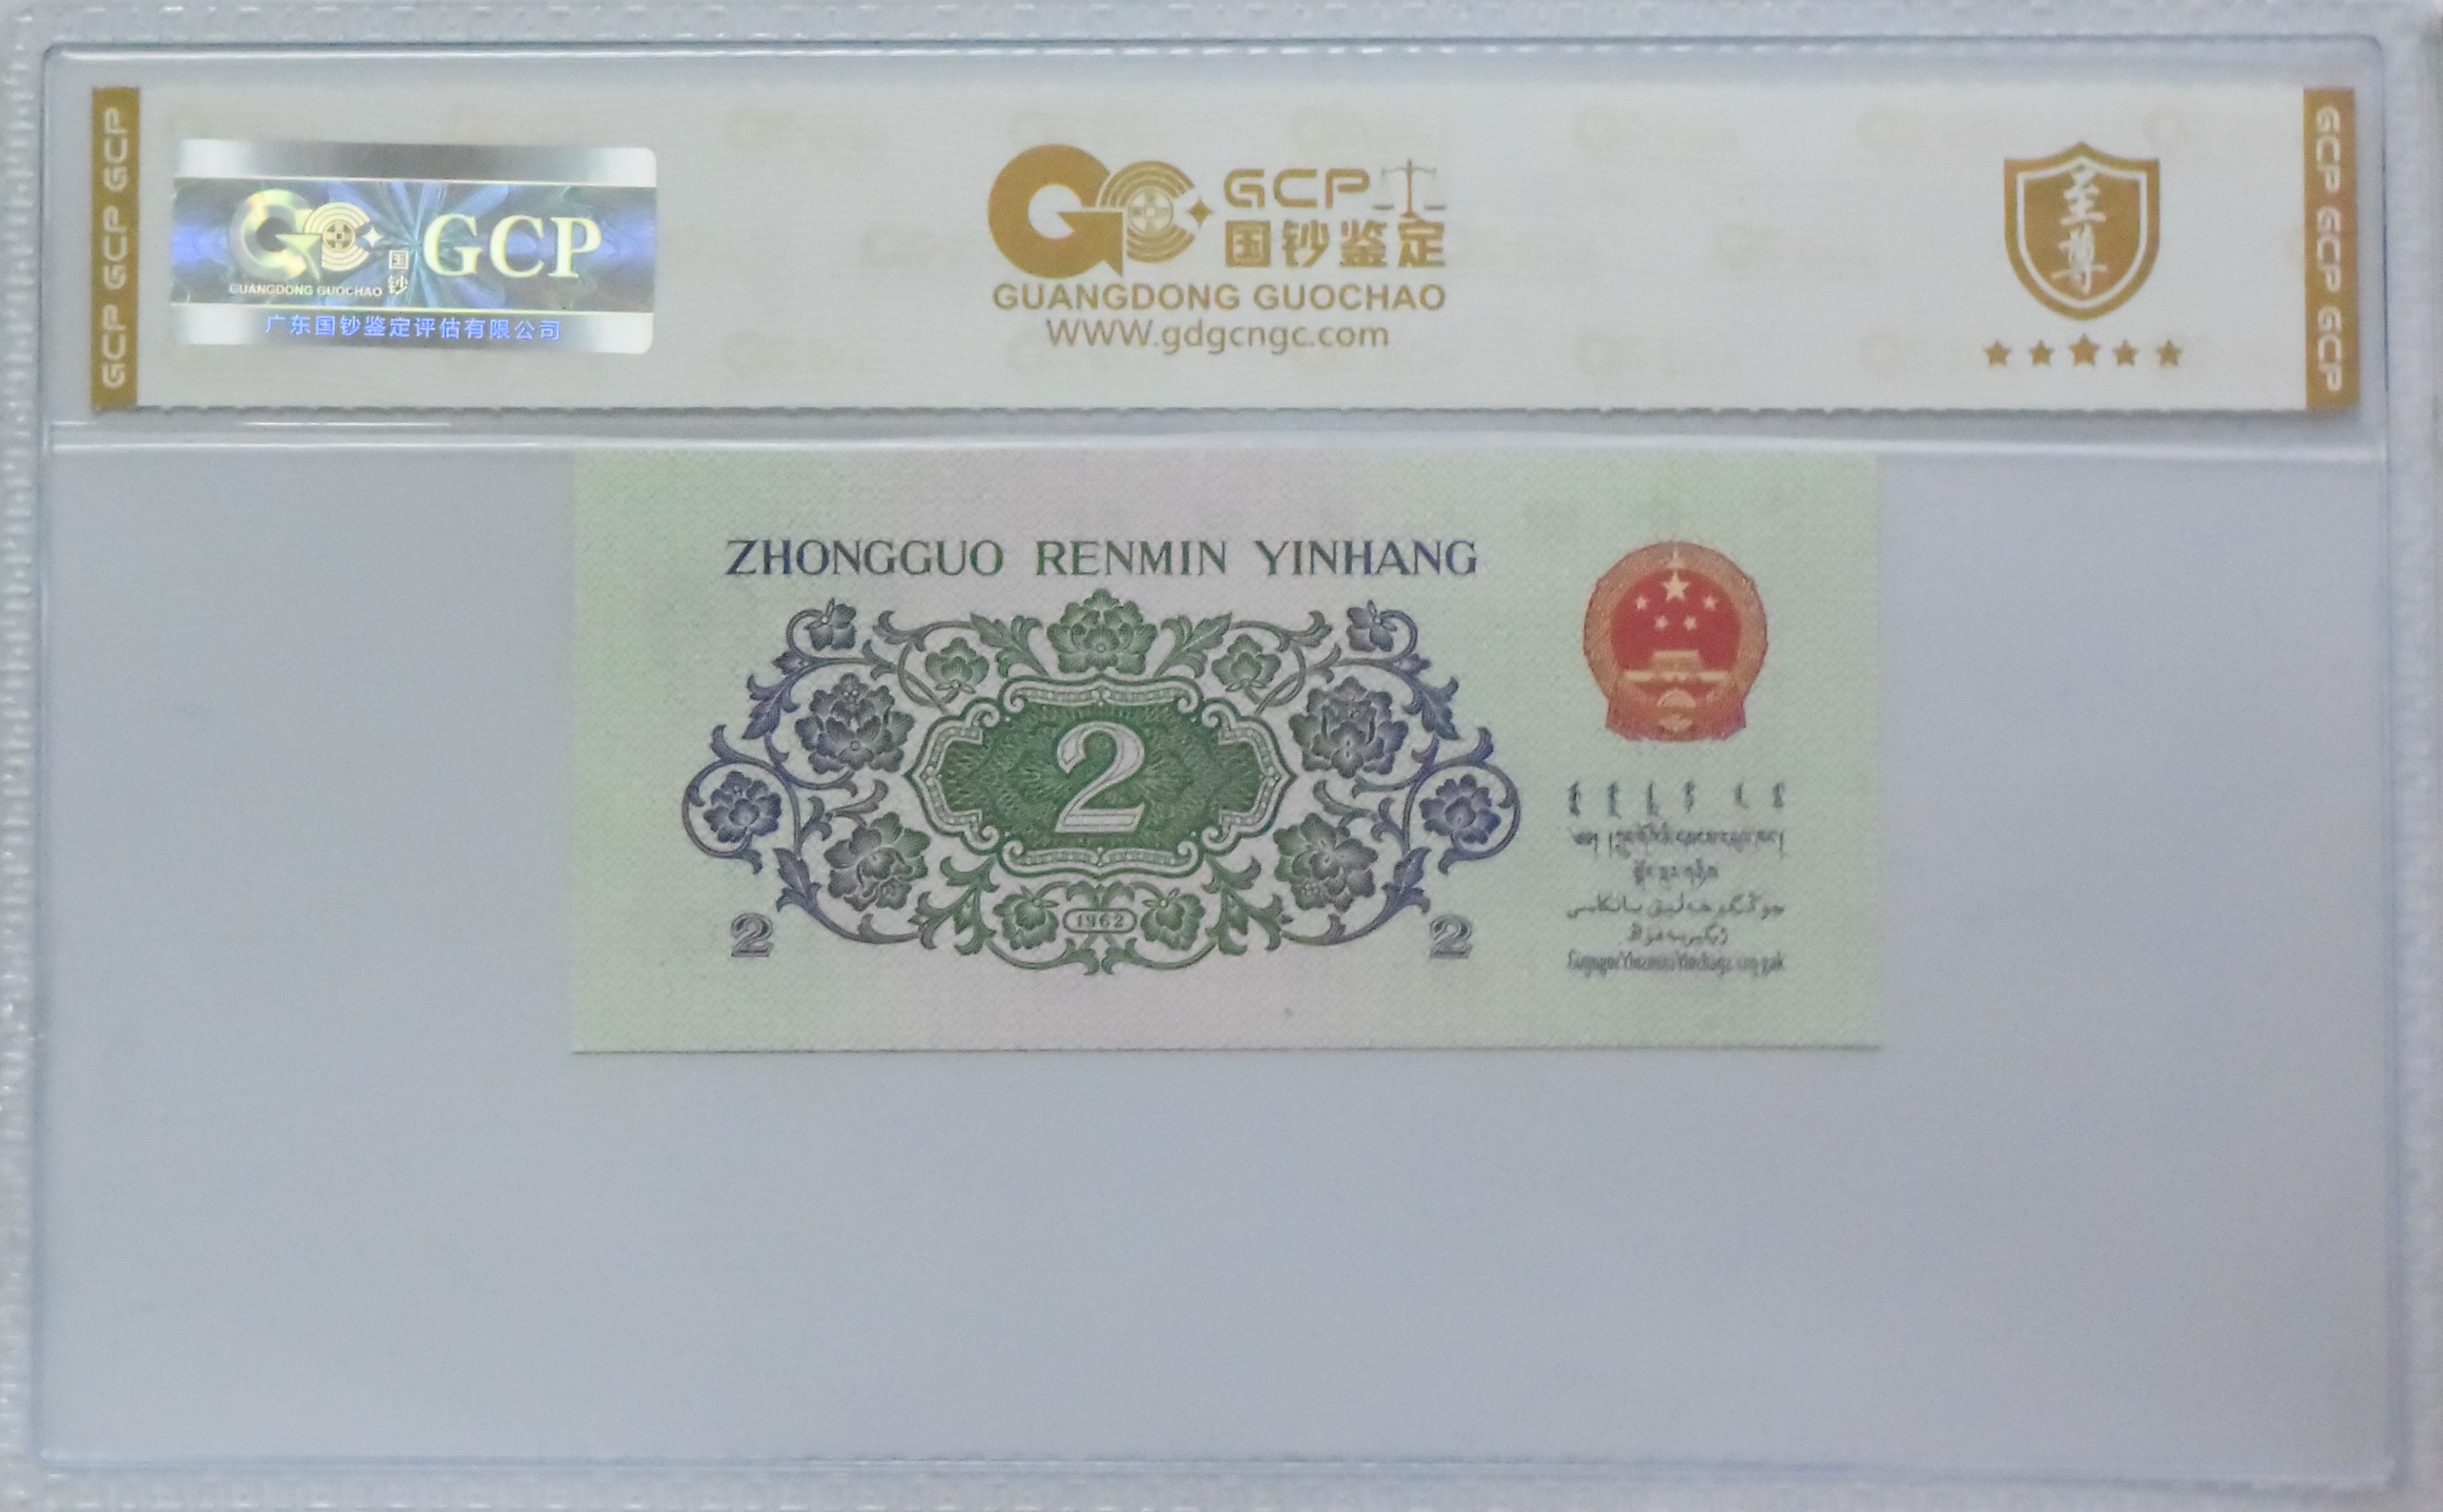 GCP GCP GCP
GC GCP
国钞
GUANGDONG GUOCHAO
广东国钞鉴定评估有限公司
GCP
国钞鉴定
GUANGDONG GUOCHAO
WWW.gdgcngc.com
至尊
GCP GCP GCP
ZHONGGUO RENMIN YINHANG
2
1962
2
2